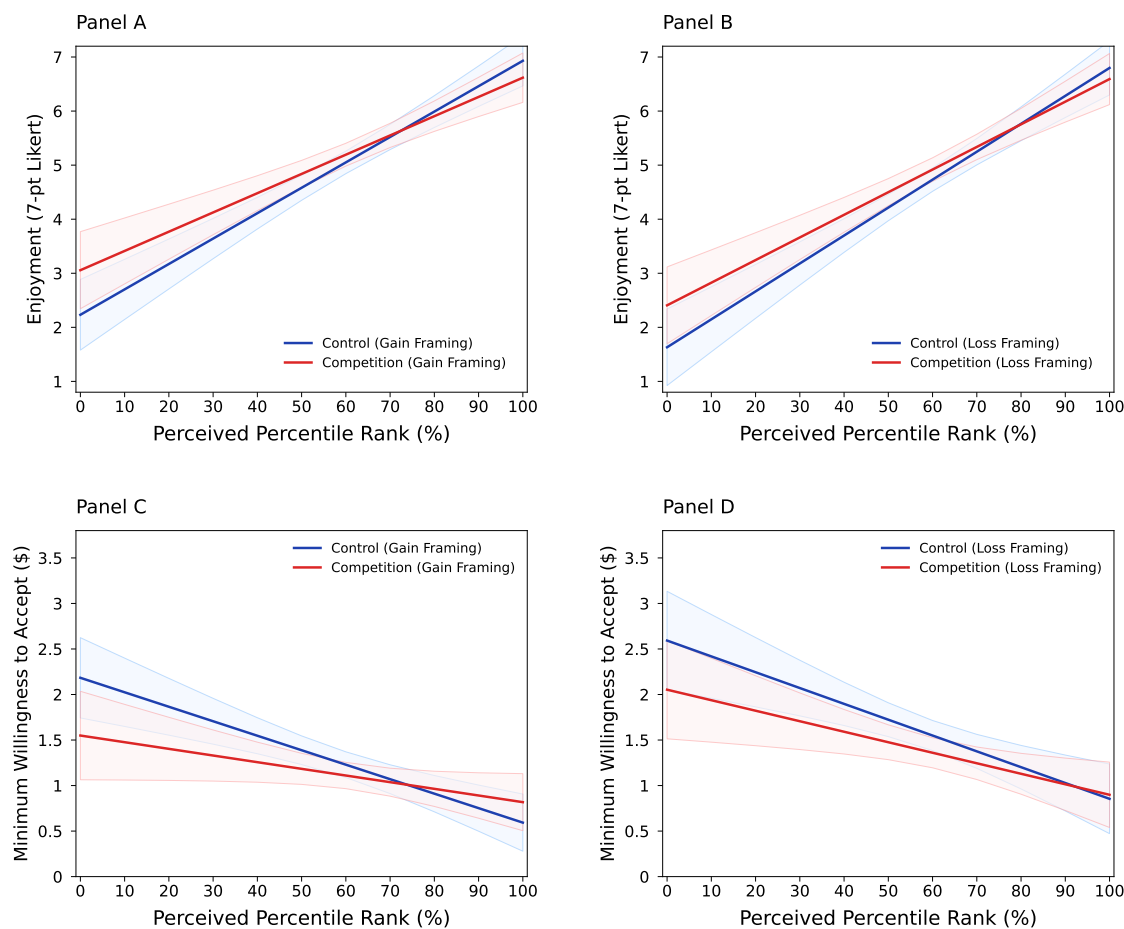 Panel A
Enjoyment (7-pt Likert)
7
6
5
4
3
2
1
Control (Gain Framing)
Competition (Gain Framing)
0 10 20 30 40 50 60 70 80 90 100
Perceived Percentile Rank (%)
Panel B
Enjoyment (7-pt Likert)
7
6
5
4
3
2
1
Control (Loss Framing)
Competition (Loss Framing)
0 10 20 30 40 50 60 70 80 90 100
Perceived Percentile Rank (%)
Panel C
Minimum Willingness to Accept ($)
3.5
3
2.5
2
1.5
1
0.5
0
Control (Gain Framing)
Competition (Gain Framing)
0 10 20 30 40 50 60 70 80 90 100
Perceived Percentile Rank (%)
Panel D
Minimum Willingness to Accept ($)
3.5
3
2.5
2
1.5
1
0.5
0
Control (Loss Framing)
Competition (Loss Framing)
0 10 20 30 40 50 60 70 80 90 100
Perceived Percentile Rank (%)